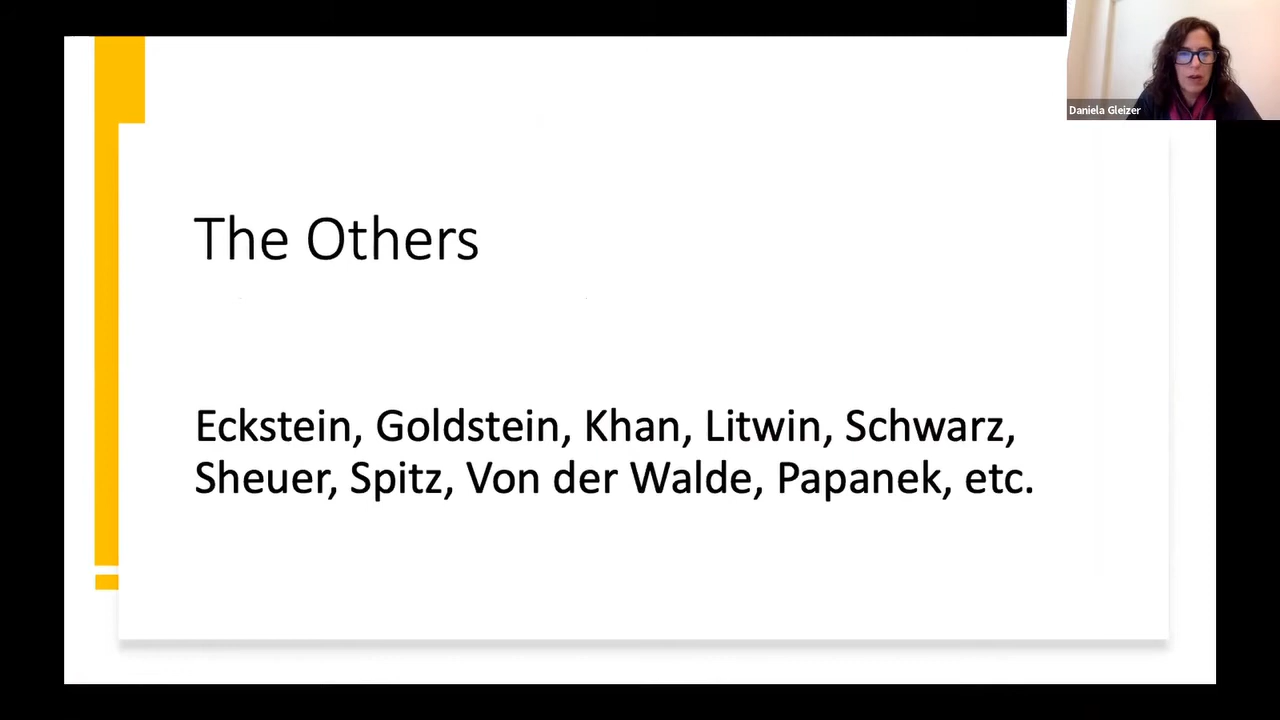 Daniela Gleizer
The Others
Eckstein, Goldstein, Khan, Litwin, Schwarz,
Sheuer, Spitz, Von der Walde, Papanek, etc.